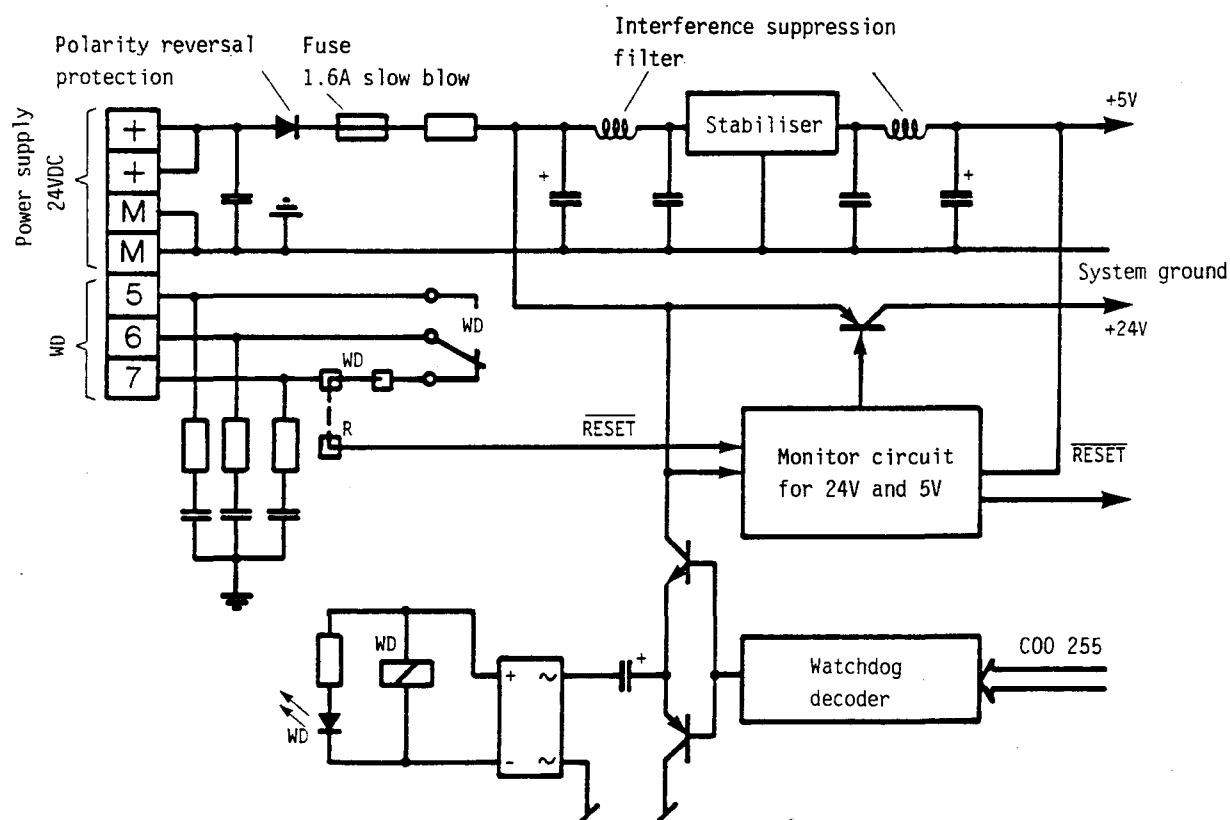 Interference suppression
filter
Polarity reversal
protection
Fuse
1.6A slow blow
Power supply
24VDC
+
+
M
M
Stabiliser
+5V
+
+
System ground
+24V
WD
5
6
7
WD
WD
R
RESET
Monitor circuit
for 24V and 5V
RESET
WD
WD
+ ~
- ~
+
Watchdog
decoder
COO 255